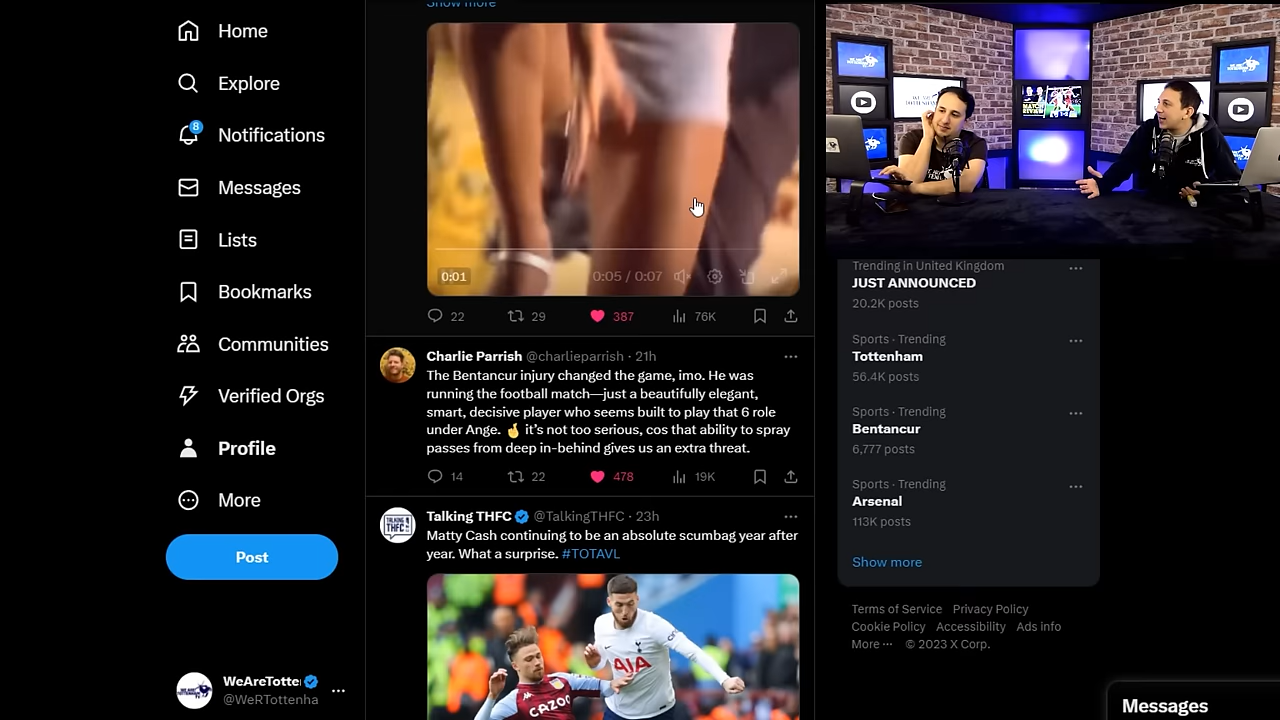 Home
Explore
8
Notifications
Messages
Lists
Bookmarks
Communities
Verified Orgs
Profile
More
Post
WeAreTotte
@WeRTottenha
Show more
0:01
0:05 / 0:07
22
29
387
76K
Charlie Parrish @charlieparrish · 21h
The Bentancur injury changed the game, imo. He was
running the football match—just a beautifully elegant,
smart, decisive player who seems built to play that 6 role
under Ange. 🤞 it's not too serious, cos that ability to spray
passes from deep in-behind gives us an extra threat.
14
22
478
19K
TALKING THFC
Talking THFC @TalkingTHFC · 23h
Matty Cash continuing to be an absolute scumbag year after
year. What a surprise. #TOTAVL
AIA
CAZOO
Trending in United Kingdom
JUST ANNOUNCED
20.2K posts
Sports · Trending
Tottenham
56.4K posts
Sports · Trending
Bentancur
6,777 posts
Sports · Trending
Arsenal
113K posts
Show more
Terms of Service Privacy Policy
Cookie Policy Accessibility Ads info
More ··· © 2023 X Corp.
Messages